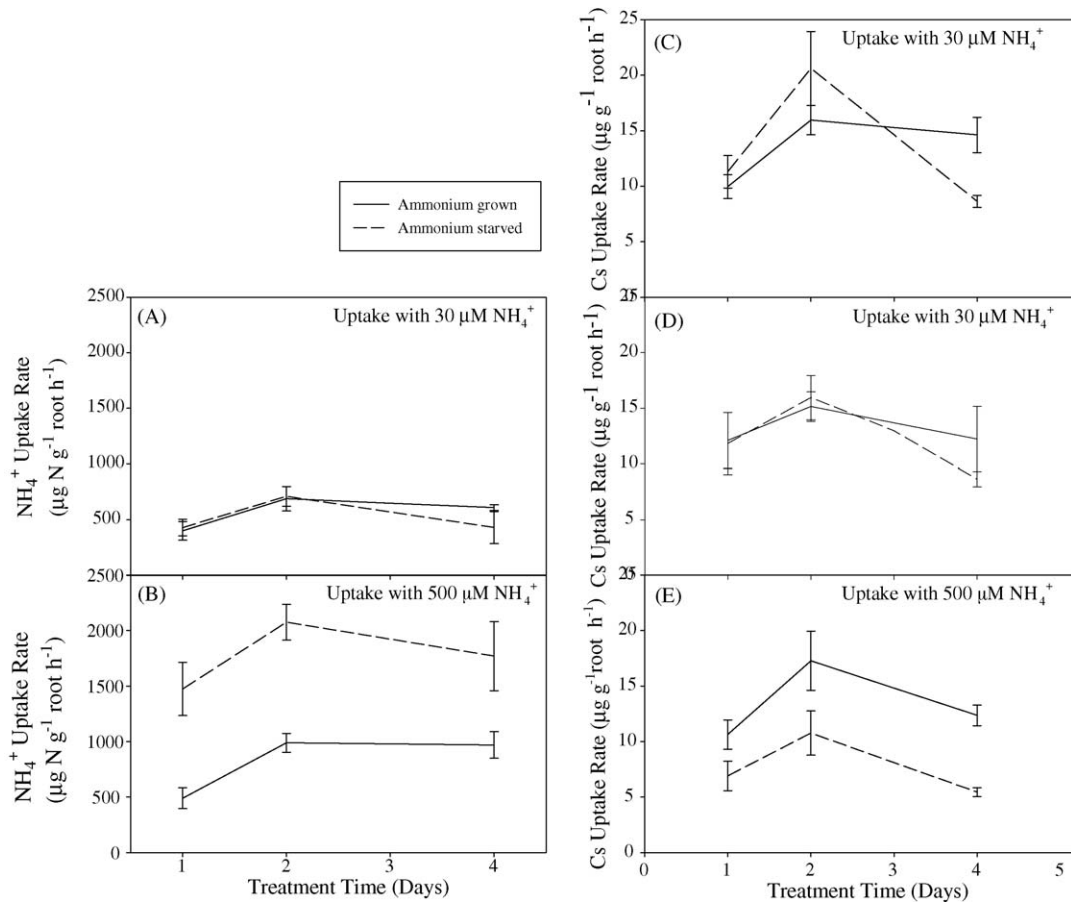 Ammonium grown
Ammonium starved
NH₄⁺ Uptake Rate
(µg N g⁻¹ root h⁻¹)
2500
2000
1500
1000
500
(A)
Uptake with 30 µM NH₄⁺
NH₄⁺ Uptake Rate
(µg N g⁻¹ root h⁻¹)
2500
2000
1500
1000
500
0
(B)
Uptake with 500 µM NH₄⁺
1 2 3 4
Treatment Time (Days)
Cs Uptake Rate (µg g⁻¹ root h⁻¹)
25
20
15
10
5
(C)
Uptake with 30 µM NH₄⁺
Cs Uptake Rate (µg g⁻¹ root h⁻¹)
20
15
10
5
(D)
Uptake with 30 µM NH₄⁺
Cs Uptake Rate (µg g⁻¹root h⁻¹)
20
15
10
5
0
(E)
Uptake with 500 µM NH₄⁺
0 1 2 3 4 5
Treatment Time (Days)